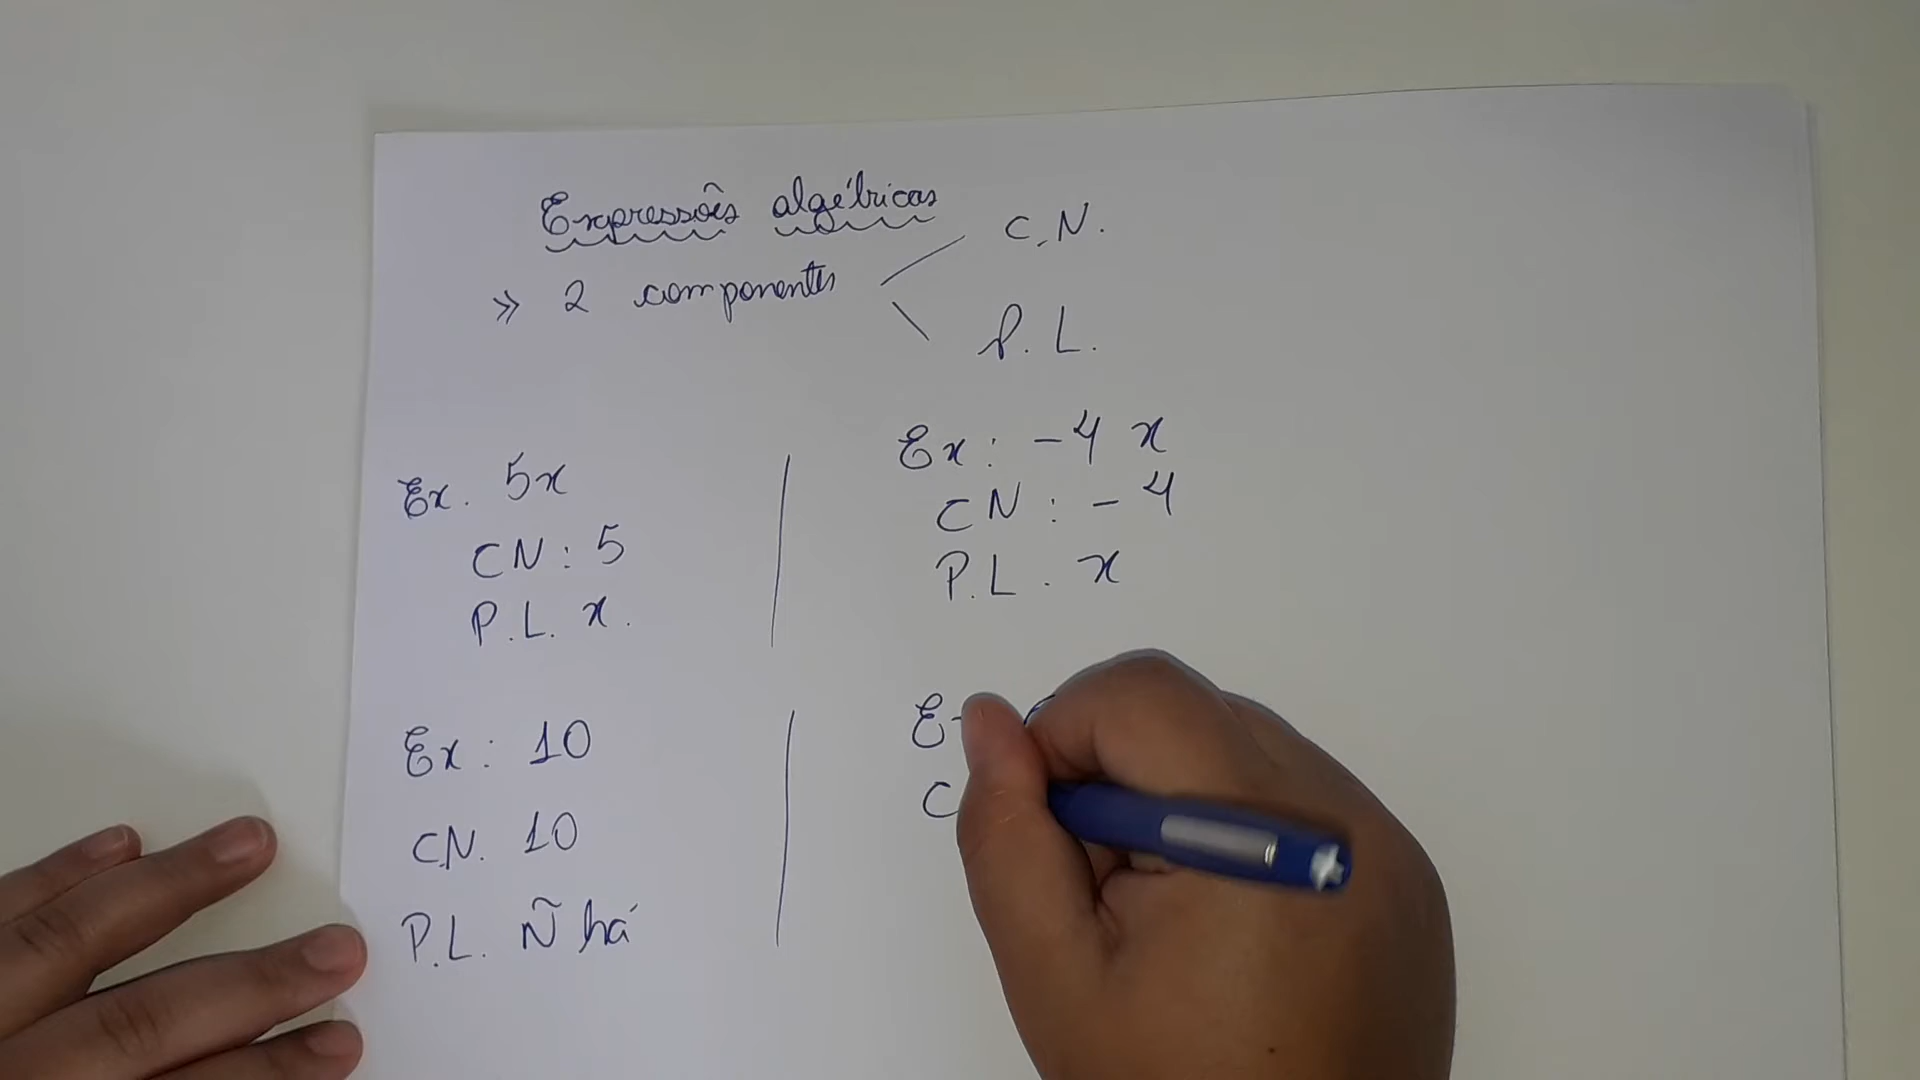 Expressões algébricas
>> 2 componentes
C.N.
P.L.
Ex. 5x
CN: 5
P.L. x.
Ex: -4 x
CN: -4
P.L. x
Ex: 10
CN. 10
P.L. Ñ há